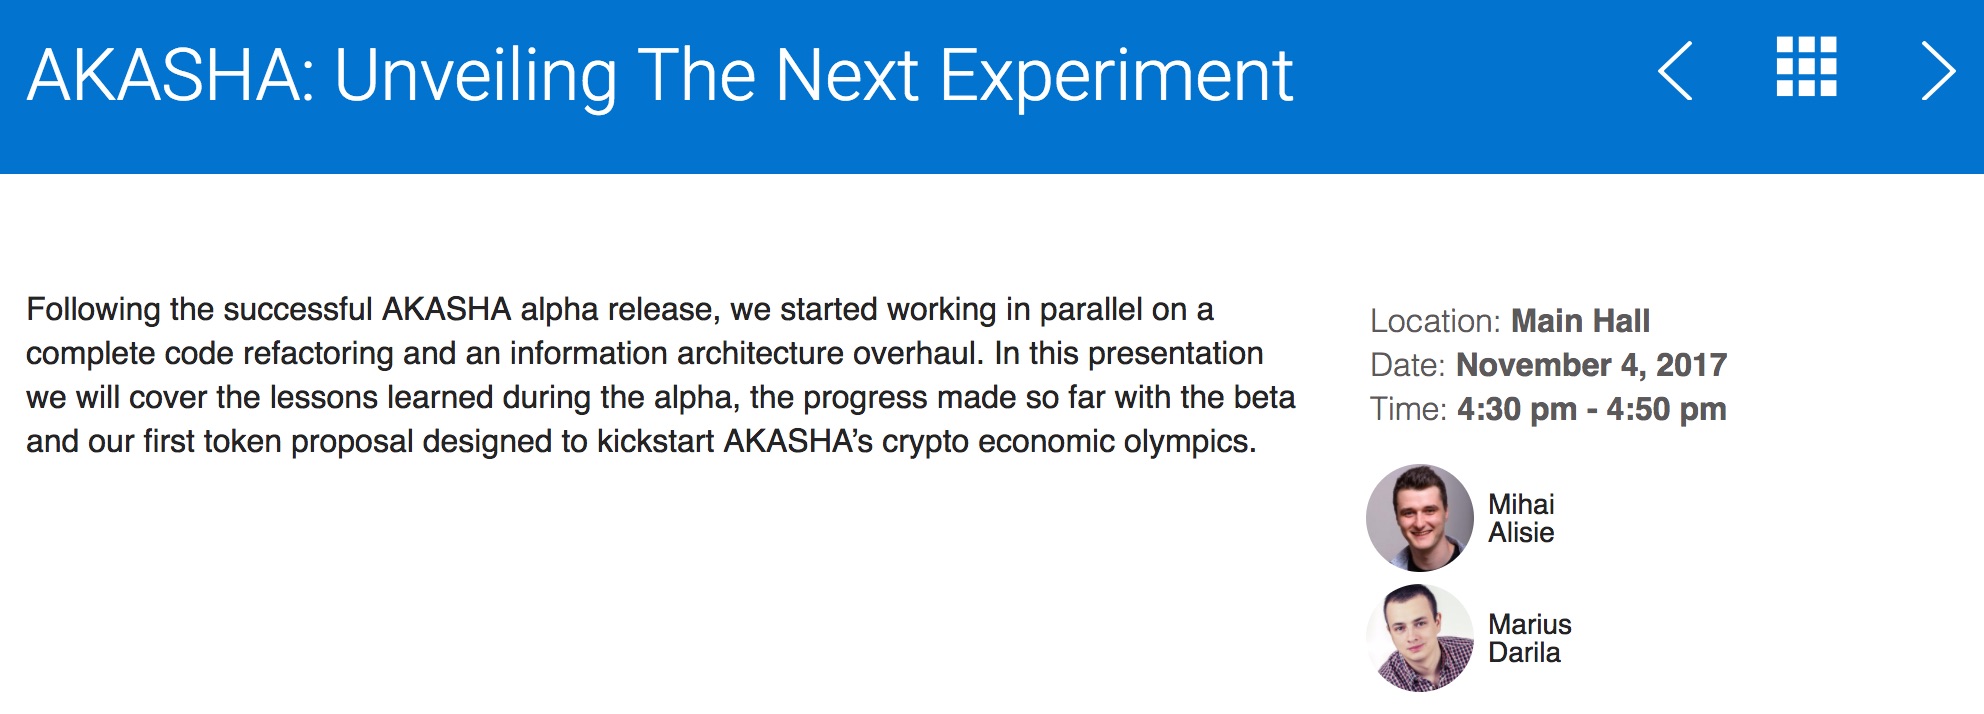 AKASHA: Unveiling The Next Experiment
Following the successful AKASHA alpha release, we started working in parallel on a
complete code refactoring and an information architecture overhaul. In this presentation
we will cover the lessons learned during the alpha, the progress made so far with the beta
and our first token proposal designed to kickstart AKASHA’s crypto economic olympics.
Location: Main Hall
Date: November 4, 2017
Time: 4:30 pm - 4:50 pm
Mihai
Alisie
Marius
Darila